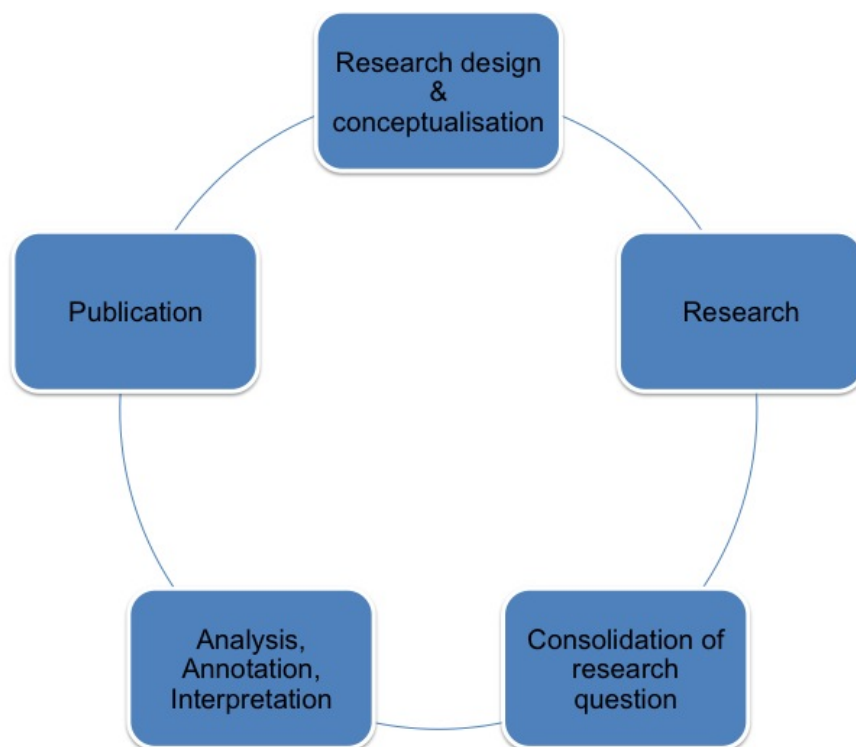 Research design
&
conceptualisation
Publication
Research
Analysis,
Annotation,
Interpretation
Consolidation of
research
question